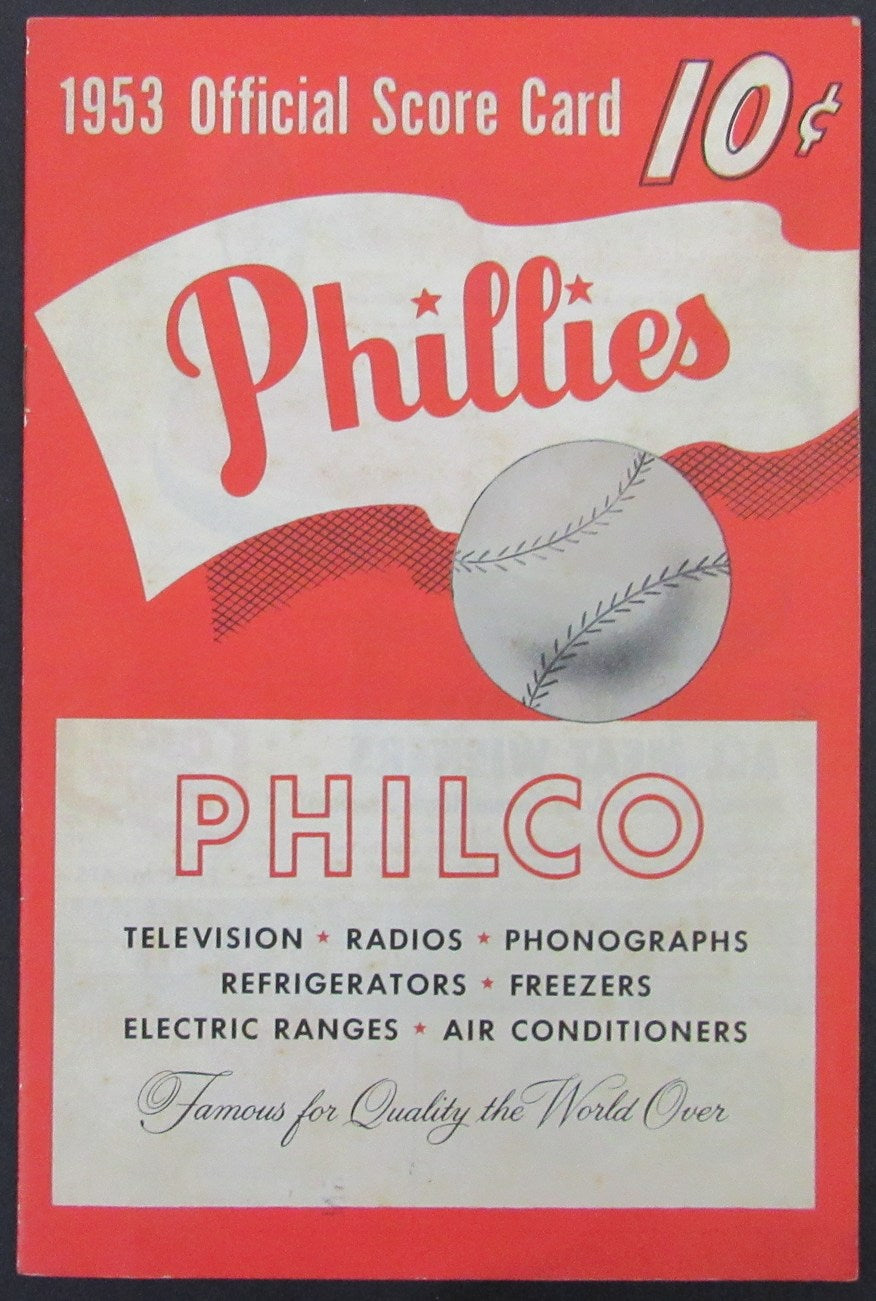 1953 Official Score Card 10¢
Phillies
PHILCO
TELEVISION ★ RADIOS ★ PHONOGRAPHS
REFRIGERATORS ★ FREEZERS
ELECTRIC RANGES ★ AIR CONDITIONERS
Famous for Quality the World Over